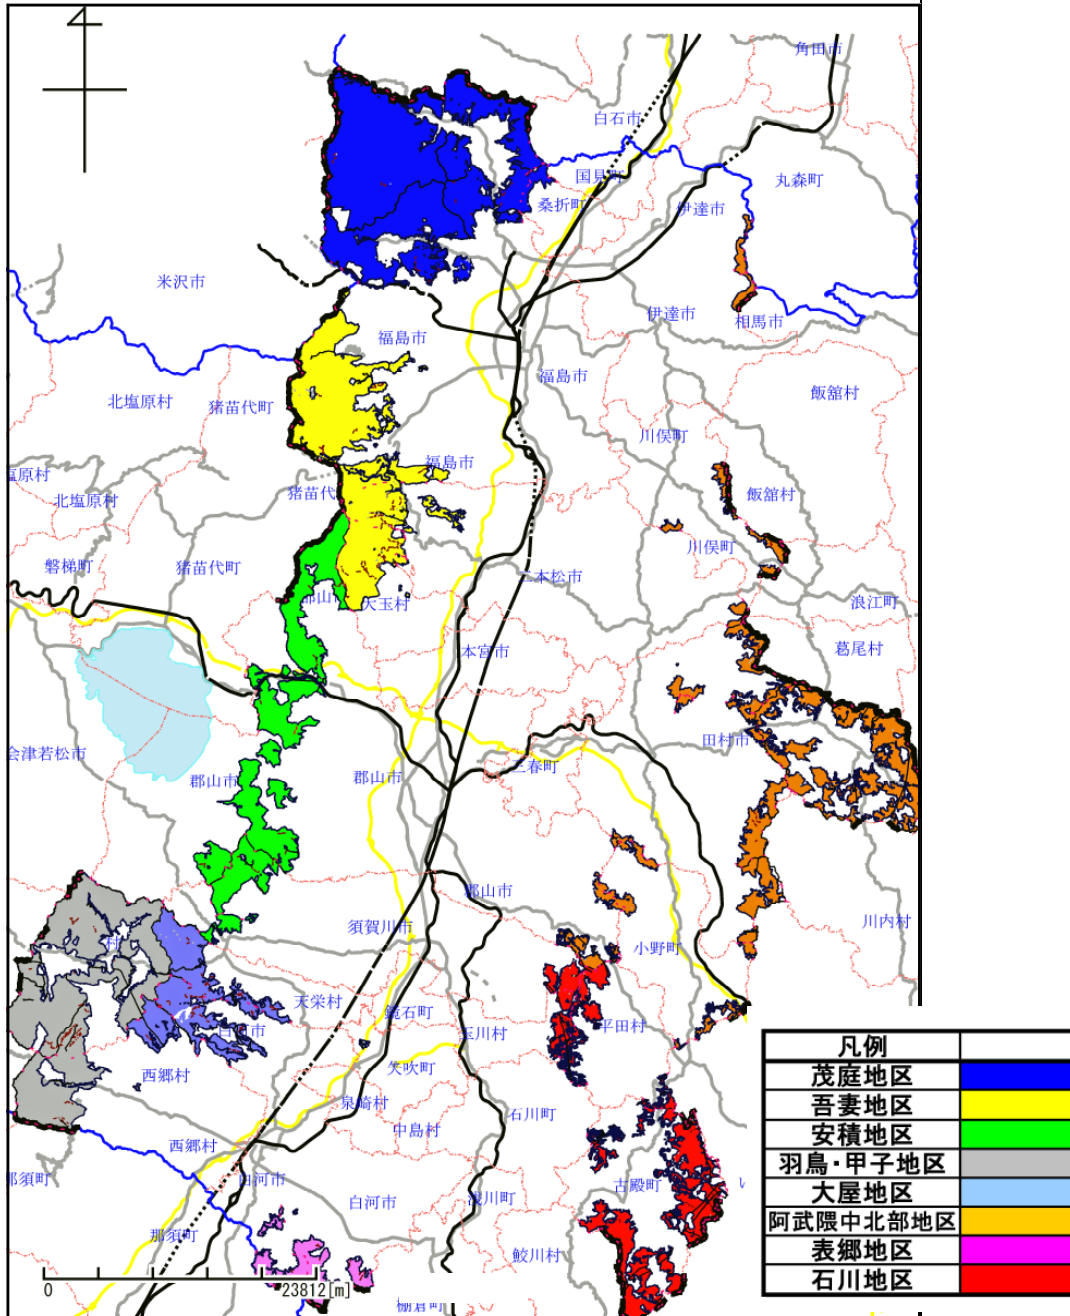 角田市
白石市
国見町
丸森町
桑折町
伊達市
米沢市
伊達市
相馬市
福島市
福島市
飯舘村
北塩原村
猪苗代町
川俣町
福島市
塩原村
猪苗代
飯舘村
北塩原村
川俣町
磐梯町
猪苗代町
二本松市
郡山市
大玉村
浪江町
本宮市
葛尾村
田村市
会津若松市
三春町
郡山市
郡山市
郡山市
川内村
須賀川市
村
小野町
天栄村
鏡石町
白河市
玉川村
平田村
矢吹町
西郷村
泉崎村
石川町
中島村
西郷村
那須町
白河市
古殿町
い
白河市
浅川町
那須町
鮫川村
0
23812[m]
棚倉町
凡例
茂庭地区
吾妻地区
安積地区
羽鳥・甲子地区
大屋地区
阿武隈中北部地区
表郷地区
石川地区